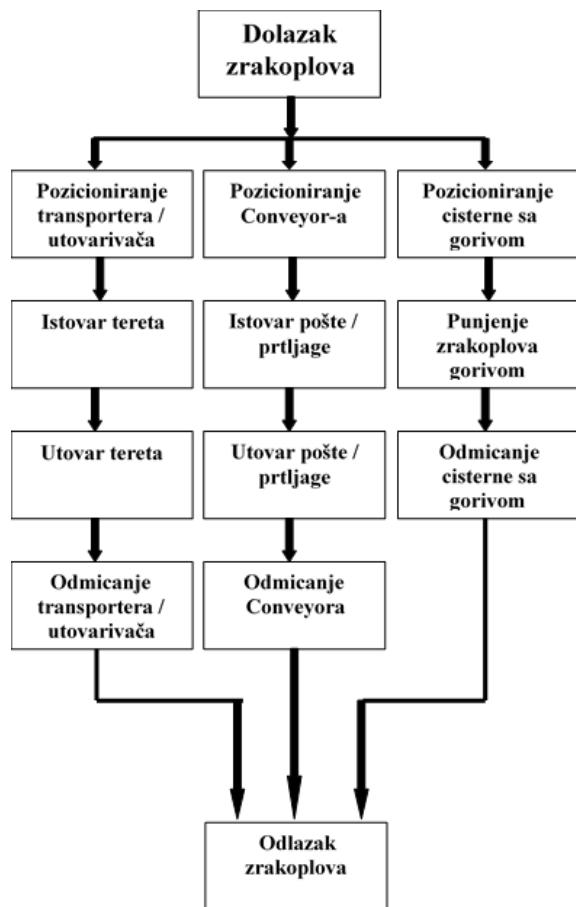 Dolazak
zrakoplova
Pozicioniranje
transportera /
utovarivača
Pozicioniranje
Conveyor-a
Pozicioniranje
cisterne sa
gorivom
Istovar tereta
Istovar pošte /
prtljage
Punjenje
zrakoplova
gorivom
Utovar tereta
Utovar pošte /
prtljage
Odmicanje
cisterne sa
gorivom
Odmicanje
transportera /
utovarivača
Odmicanje
Conveyora
Odlazak
zrakoplova